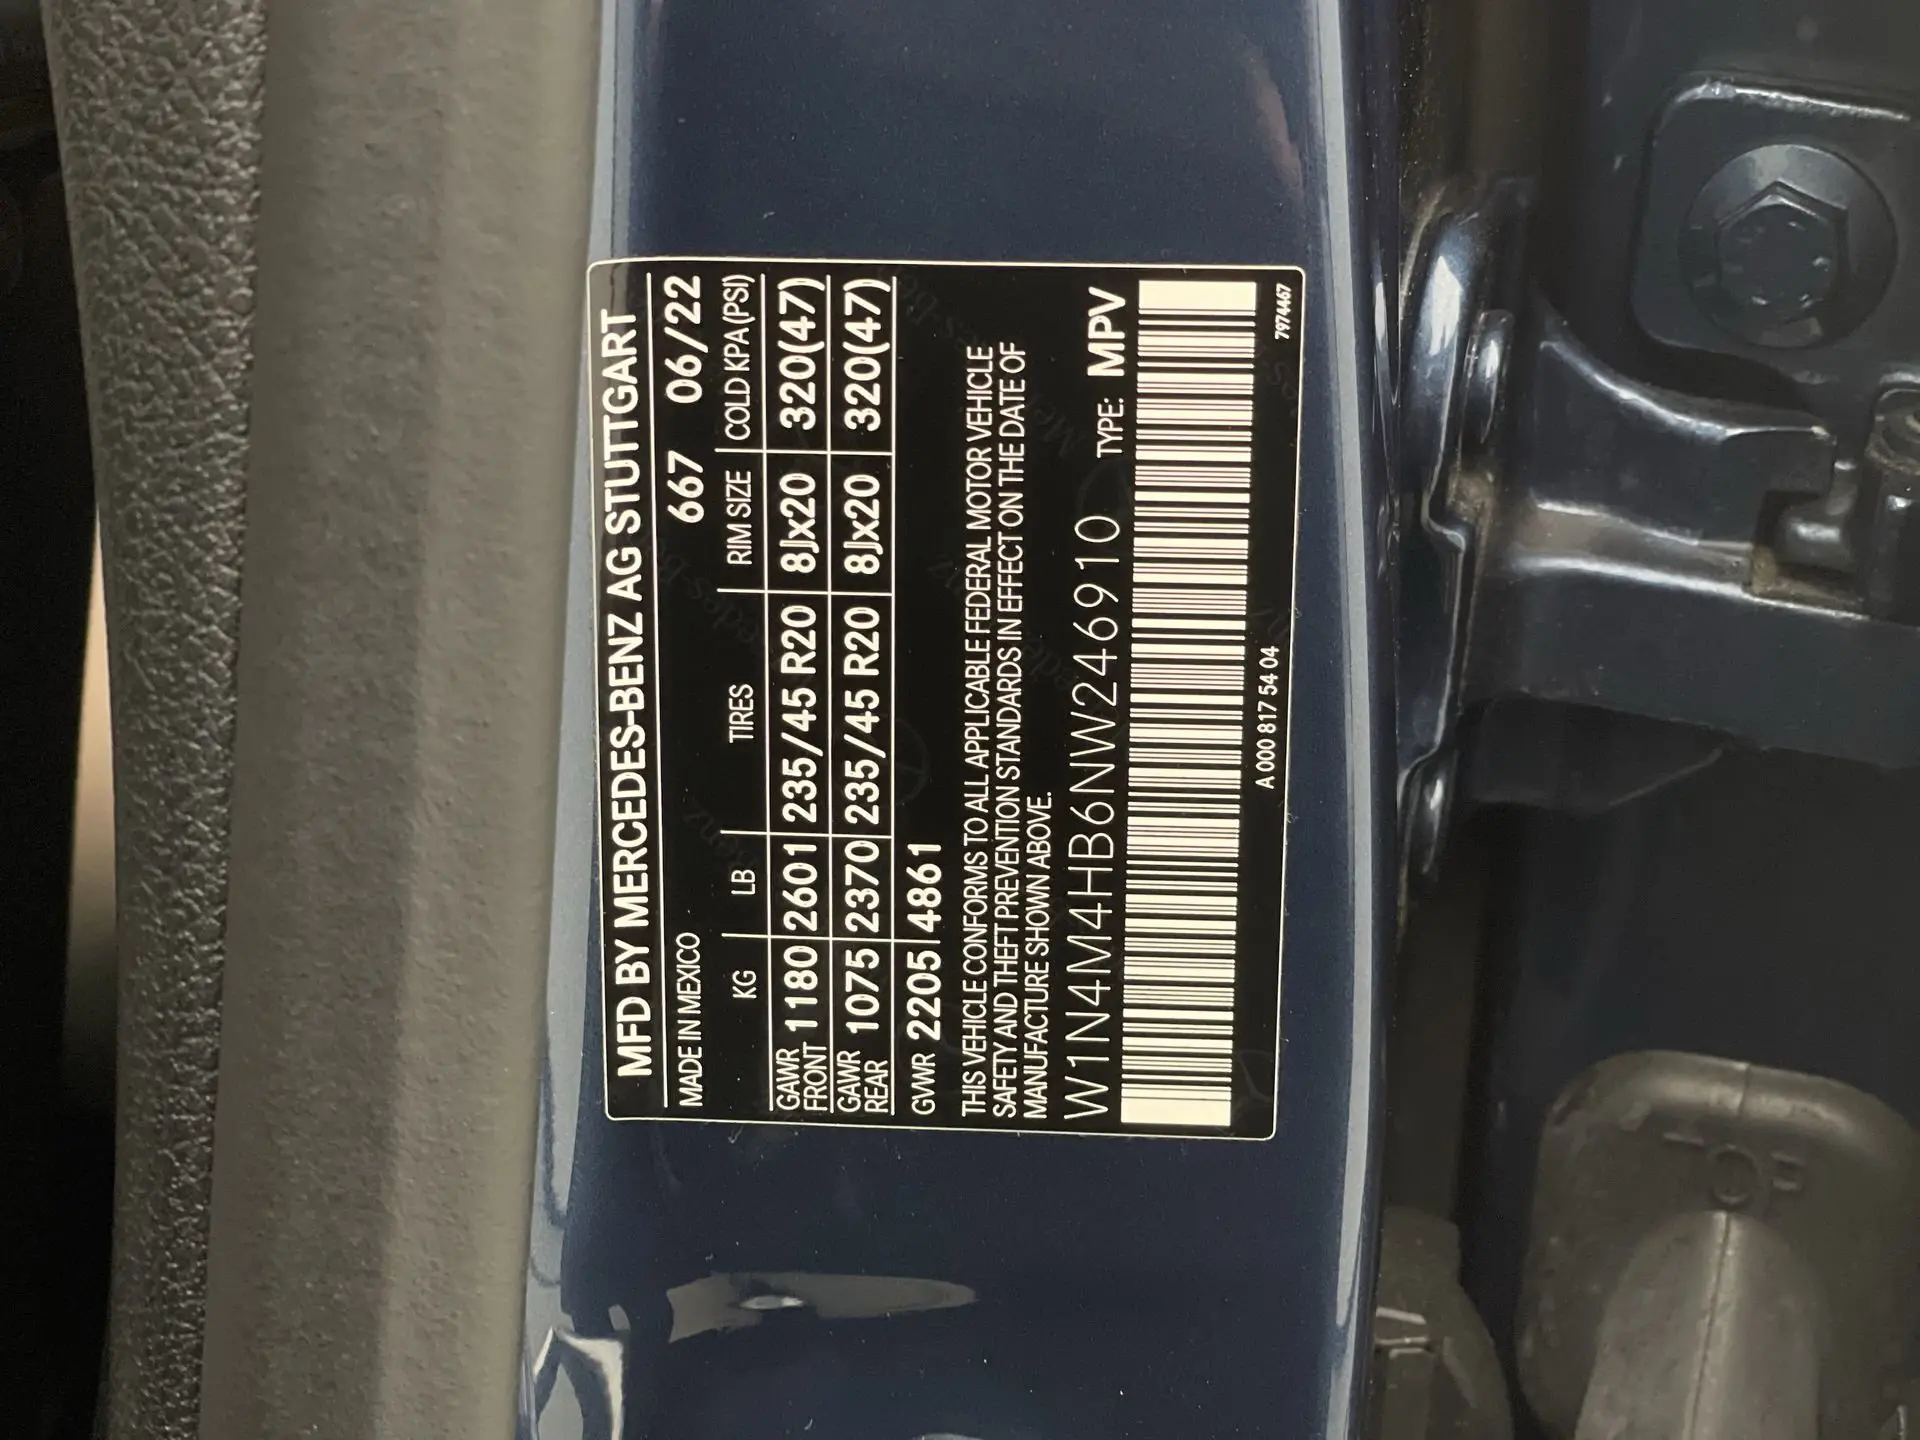 MFD BY MERCEDES-BENZ AG STUTTGART
MADE IN MEXICO 667 06/22
KG LB TIRES RIM SIZE COLD KPA(PSI)
GAWR FRONT 1180 2601 235/45 R20 8Jx20 320(47)
GAWR REAR 1075 2370 235/45 R20 8Jx20 320(47)
GVWR 2205 4861
THIS VEHICLE CONFORMS TO ALL APPLICABLE FEDERAL MOTOR VEHICLE
SAFETY AND THEFT PREVENTION STANDARDS IN EFFECT ON THE DATE OF
MANUFACTURE SHOWN ABOVE.
W1N4M4HB6NW246910 TYPE: MPV
A 000 817 54 04 7974467
TOP